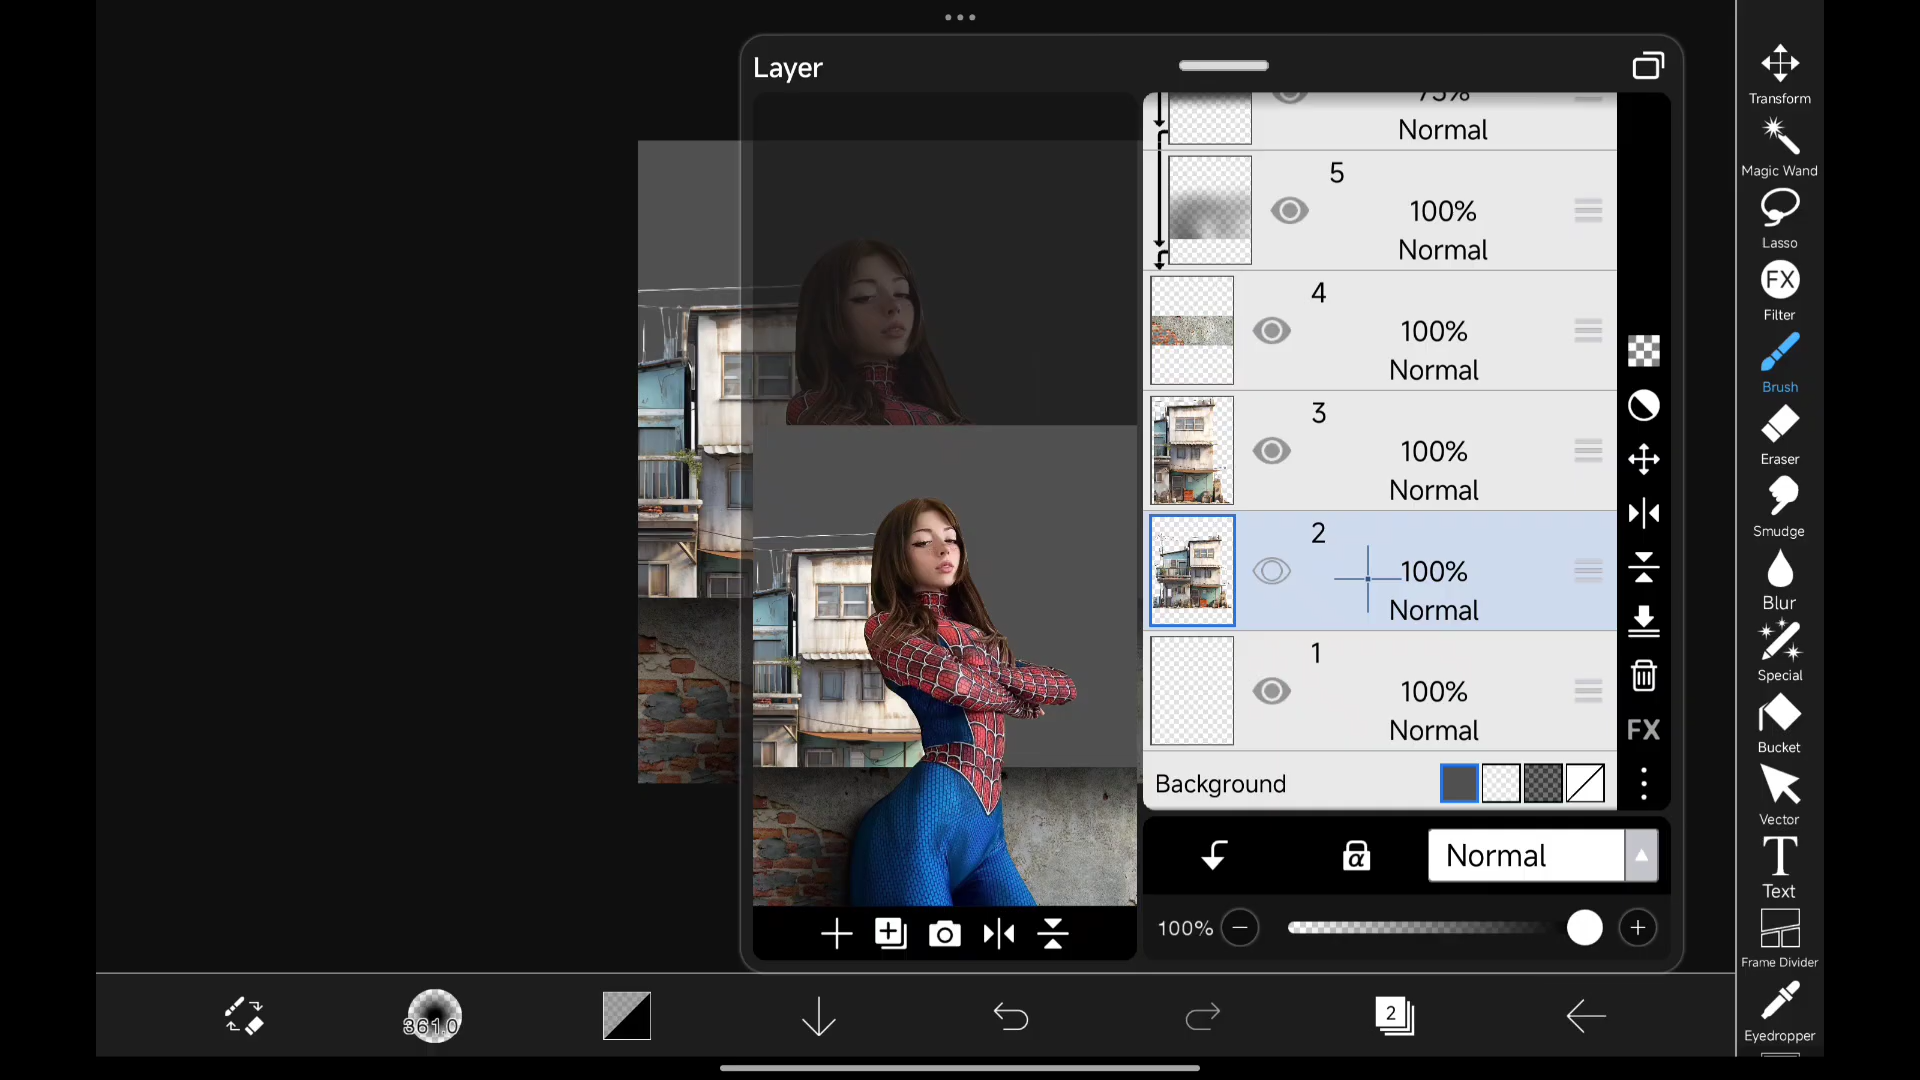 Layer
75%
Normal
5
100%
Normal
4
100%
Normal
3
100%
Normal
2
100%
Normal
1
100%
Normal
Background
α
Normal
100%
361.0
2
Transform
Magic Wand
Lasso
FX
Filter
Brush
Eraser
Smudge
Blur
Special
Bucket
FX
Vector
T
Text
Frame Divider
Eyedropper